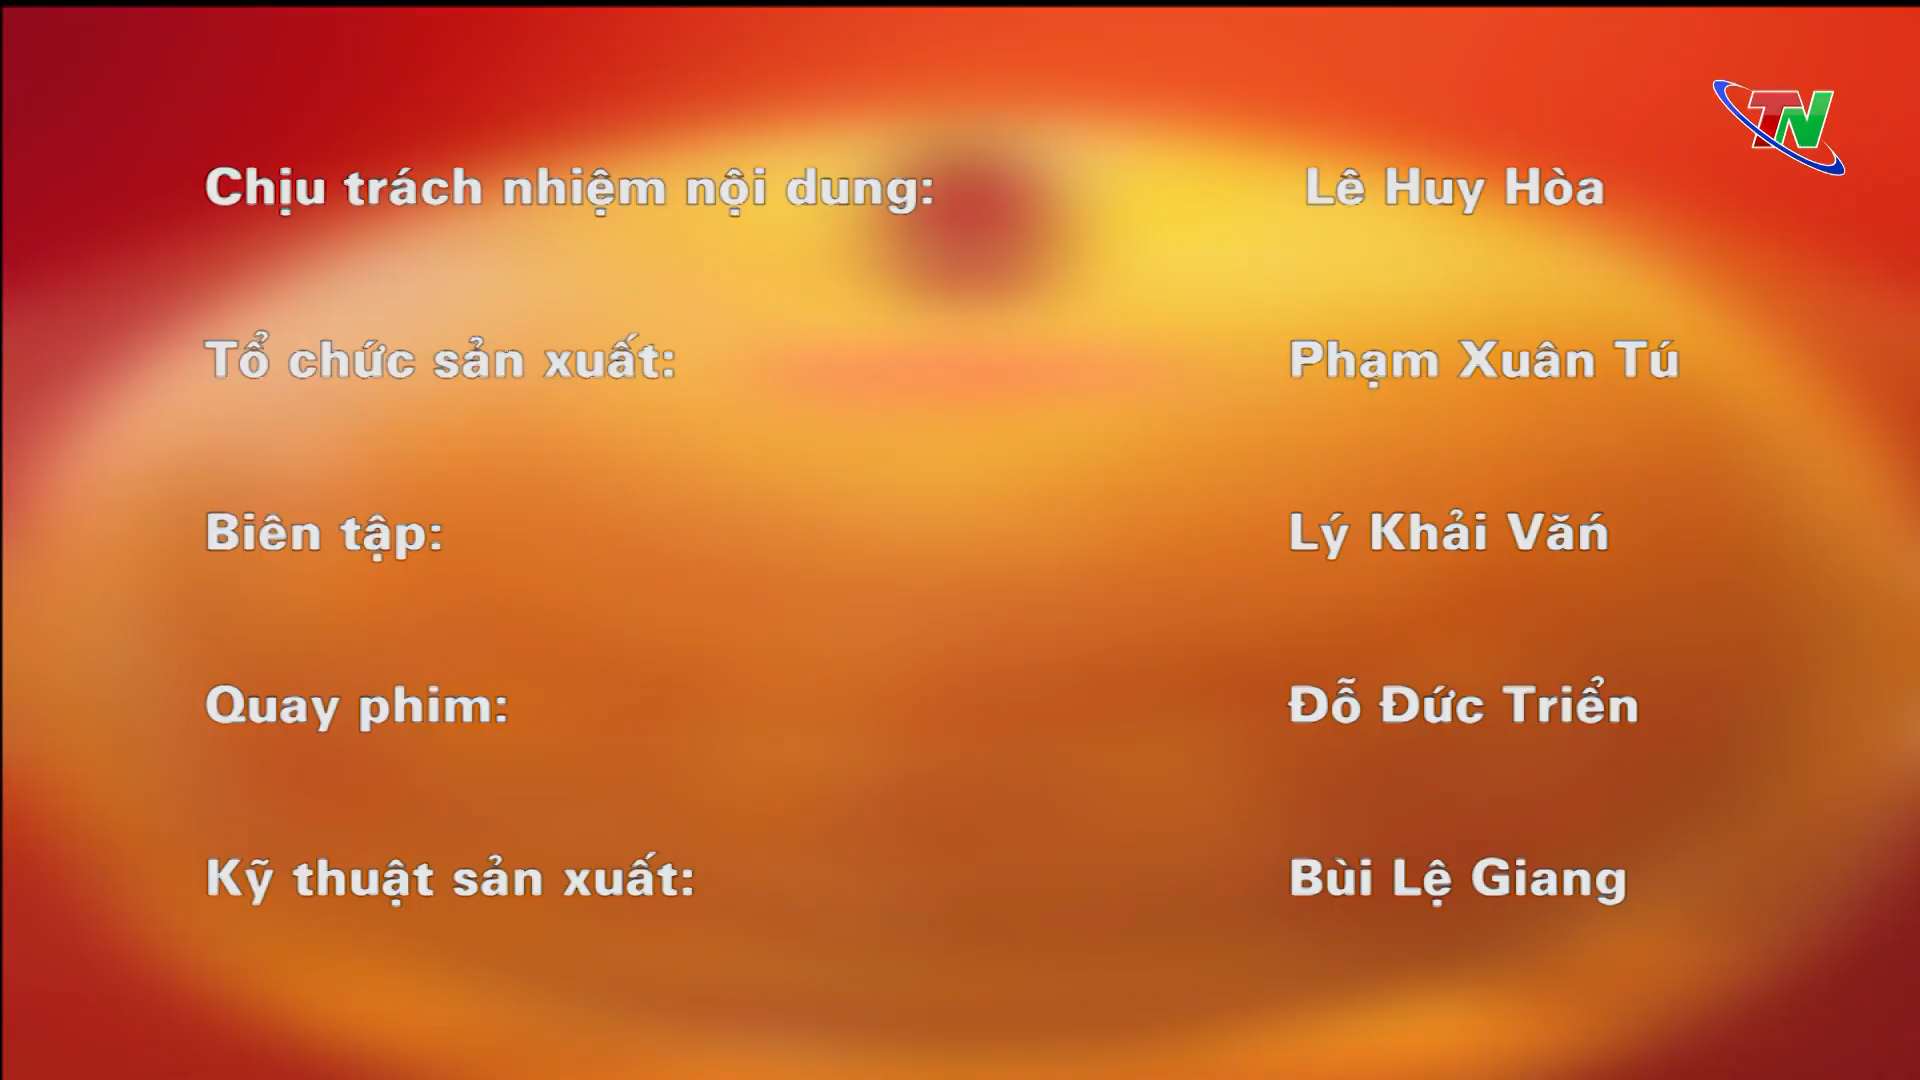 TN
Chịu trách nhiệm nội dung: Lê Huy Hòa
Tổ chức sản xuất: Phạm Xuân Tú
Biên tập: Lý Khải Văń
Quay phim: Đỗ Đức Triển
Kỹ thuật sản xuất: Bùi Lệ Giang